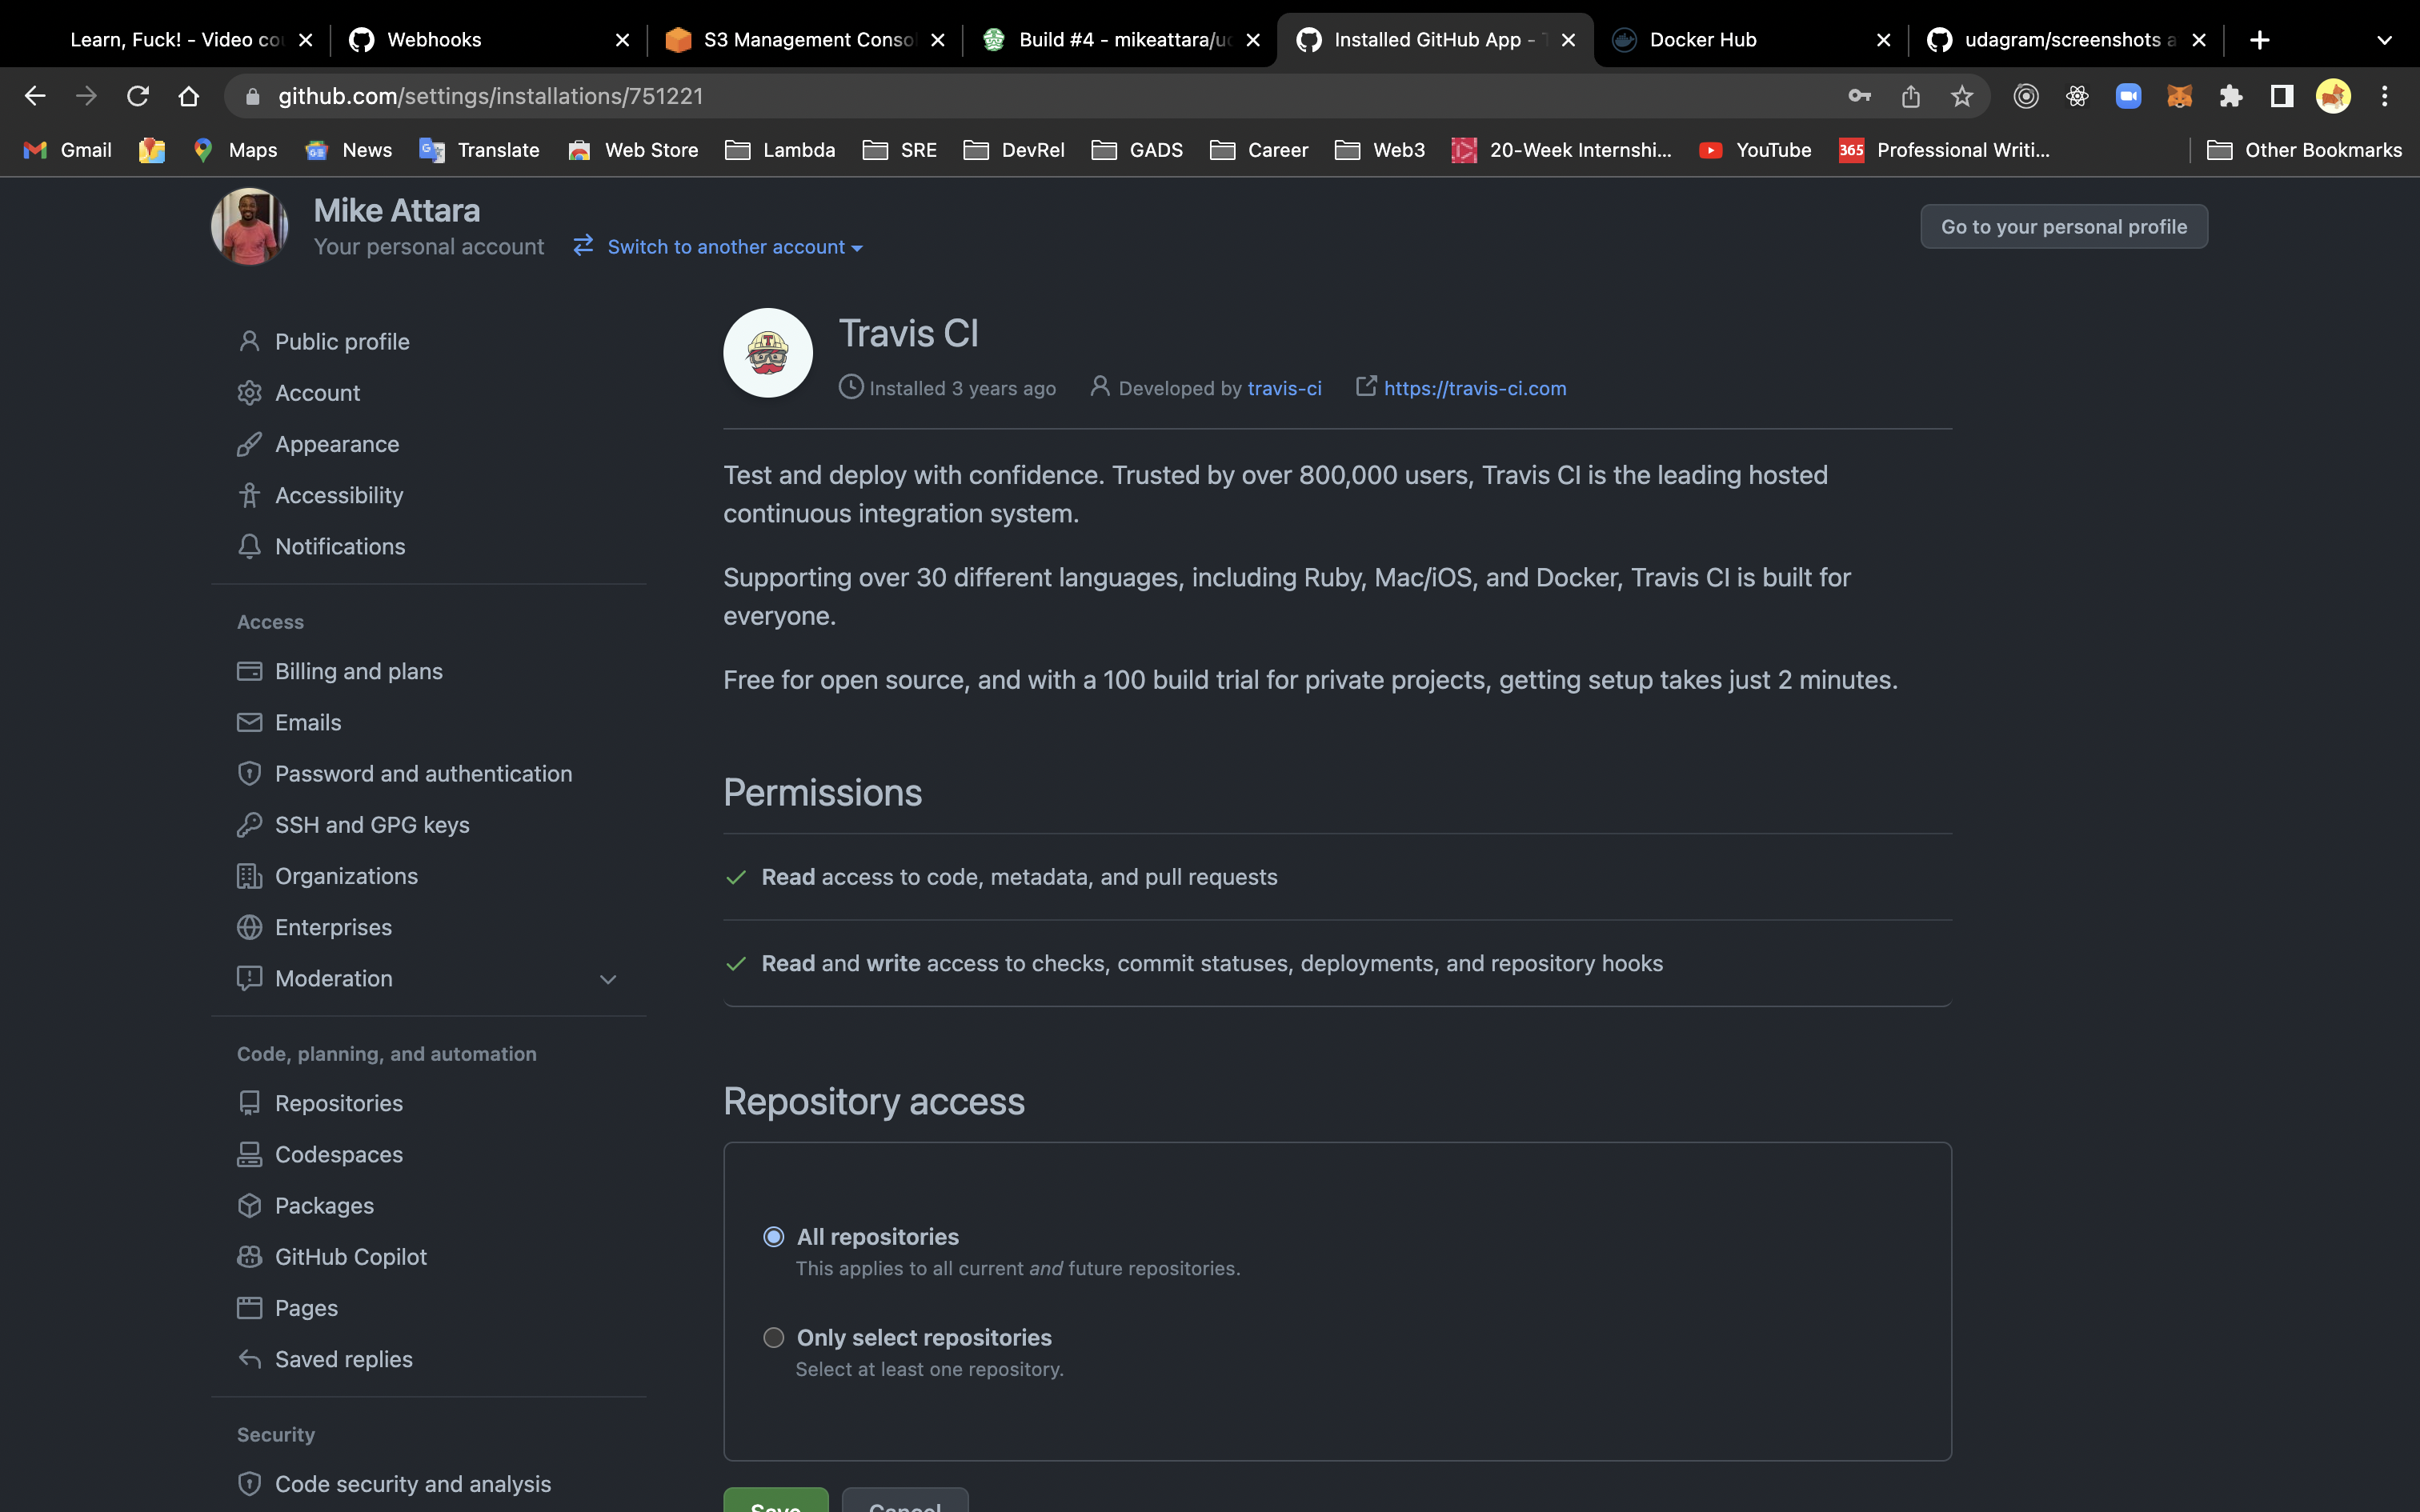 Learn, Fuck! - Video co
Webhooks
S3 Management Conso
Build #4 - mikeattara/u
Installed GitHub App -
Docker Hub
udagram/screenshots a
github.com/settings/installations/751221
Gmail
Maps
News
Translate
Web Store
Lambda
SRE
DevRel
GADS
Career
Web3
20-Week Internshi...
YouTube
365
Professional Writi...
Other Bookmarks
Mike Attara
Your personal account
Switch to another account
Go to your personal profile
Public profile
Account
Appearance
Accessibility
Notifications
Access
Billing and plans
Emails
Password and authentication
SSH and GPG keys
Organizations
Enterprises
Moderation
Code, planning, and automation
Repositories
Codespaces
Packages
GitHub Copilot
Pages
Saved replies
Security
Code security and analysis
Travis CI
Installed 3 years ago
Developed by travis-ci
https://travis-ci.com
Test and deploy with confidence. Trusted by over 800,000 users, Travis CI is the leading hosted
continuous integration system.
Supporting over 30 different languages, including Ruby, Mac/iOS, and Docker, Travis CI is built for
everyone.
Free for open source, and with a 100 build trial for private projects, getting setup takes just 2 minutes.
Permissions
Read access to code, metadata, and pull requests
Read and write access to checks, commit statuses, deployments, and repository hooks
Repository access
All repositories
This applies to all current and future repositories.
Only select repositories
Select at least one repository.
Save
Cancel